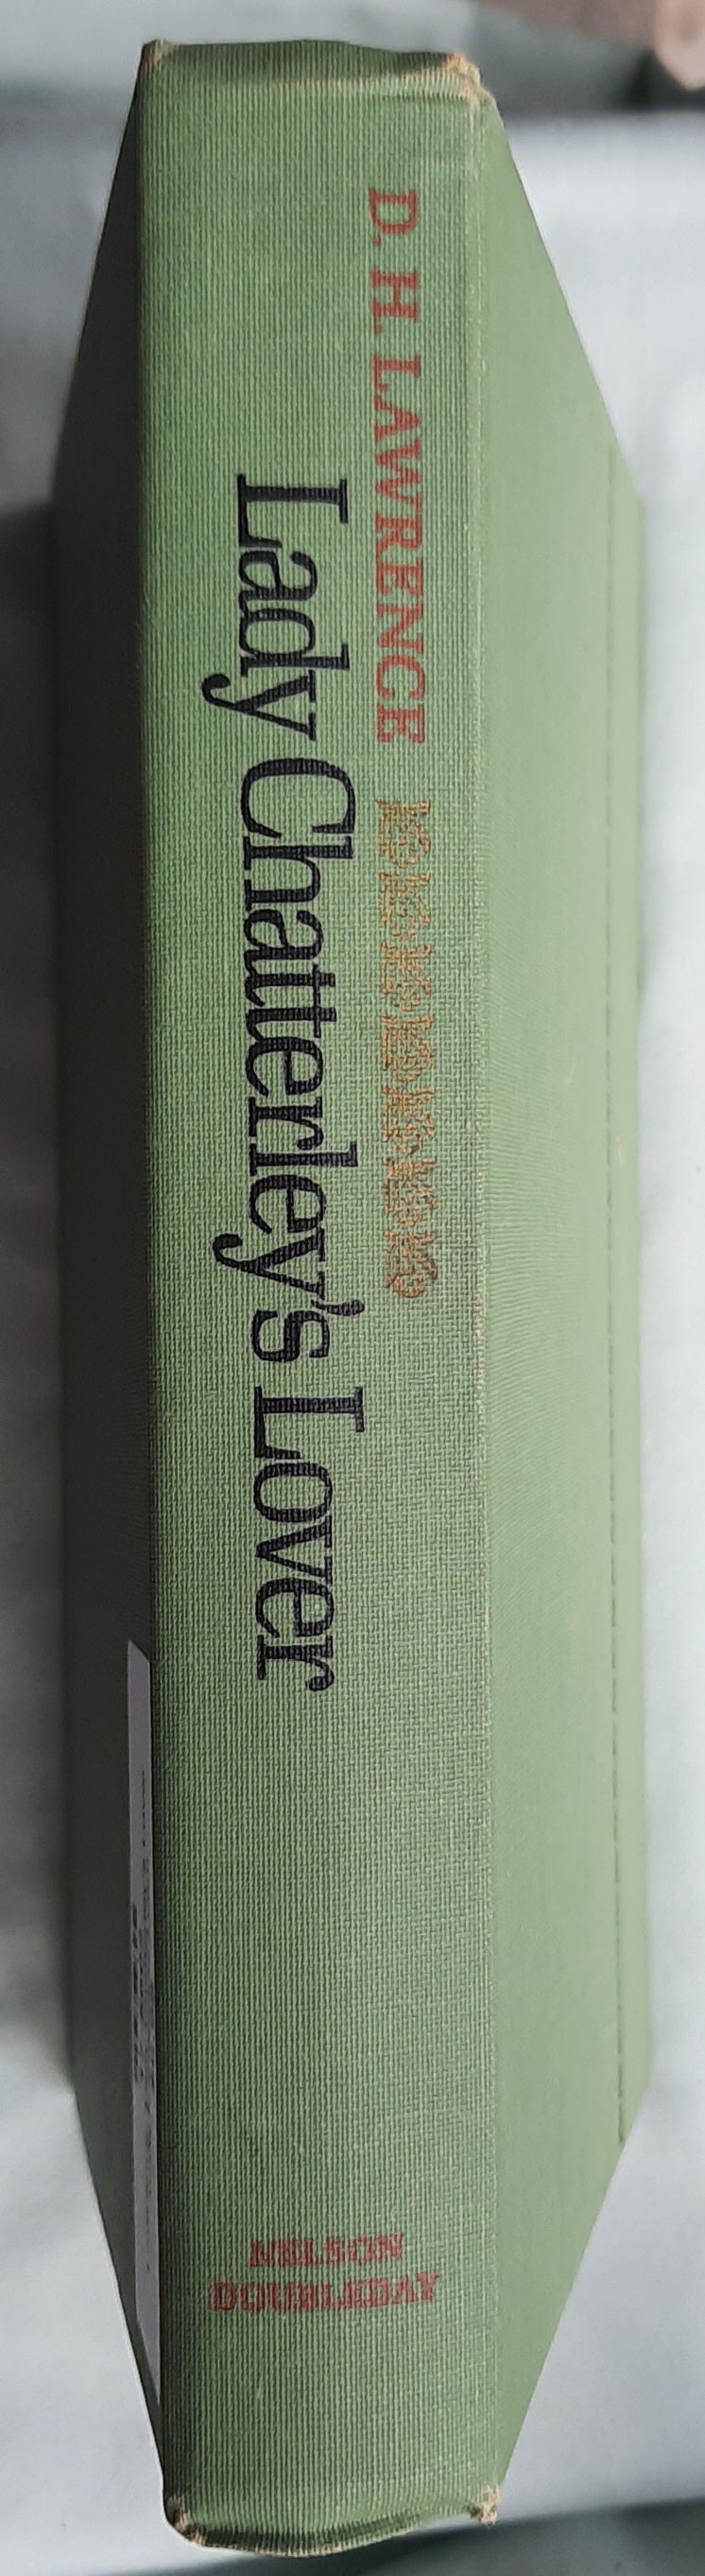 D. H. LAWRENCE
Lady Chatterley's Lover
NELSON
DOUBLEDAY